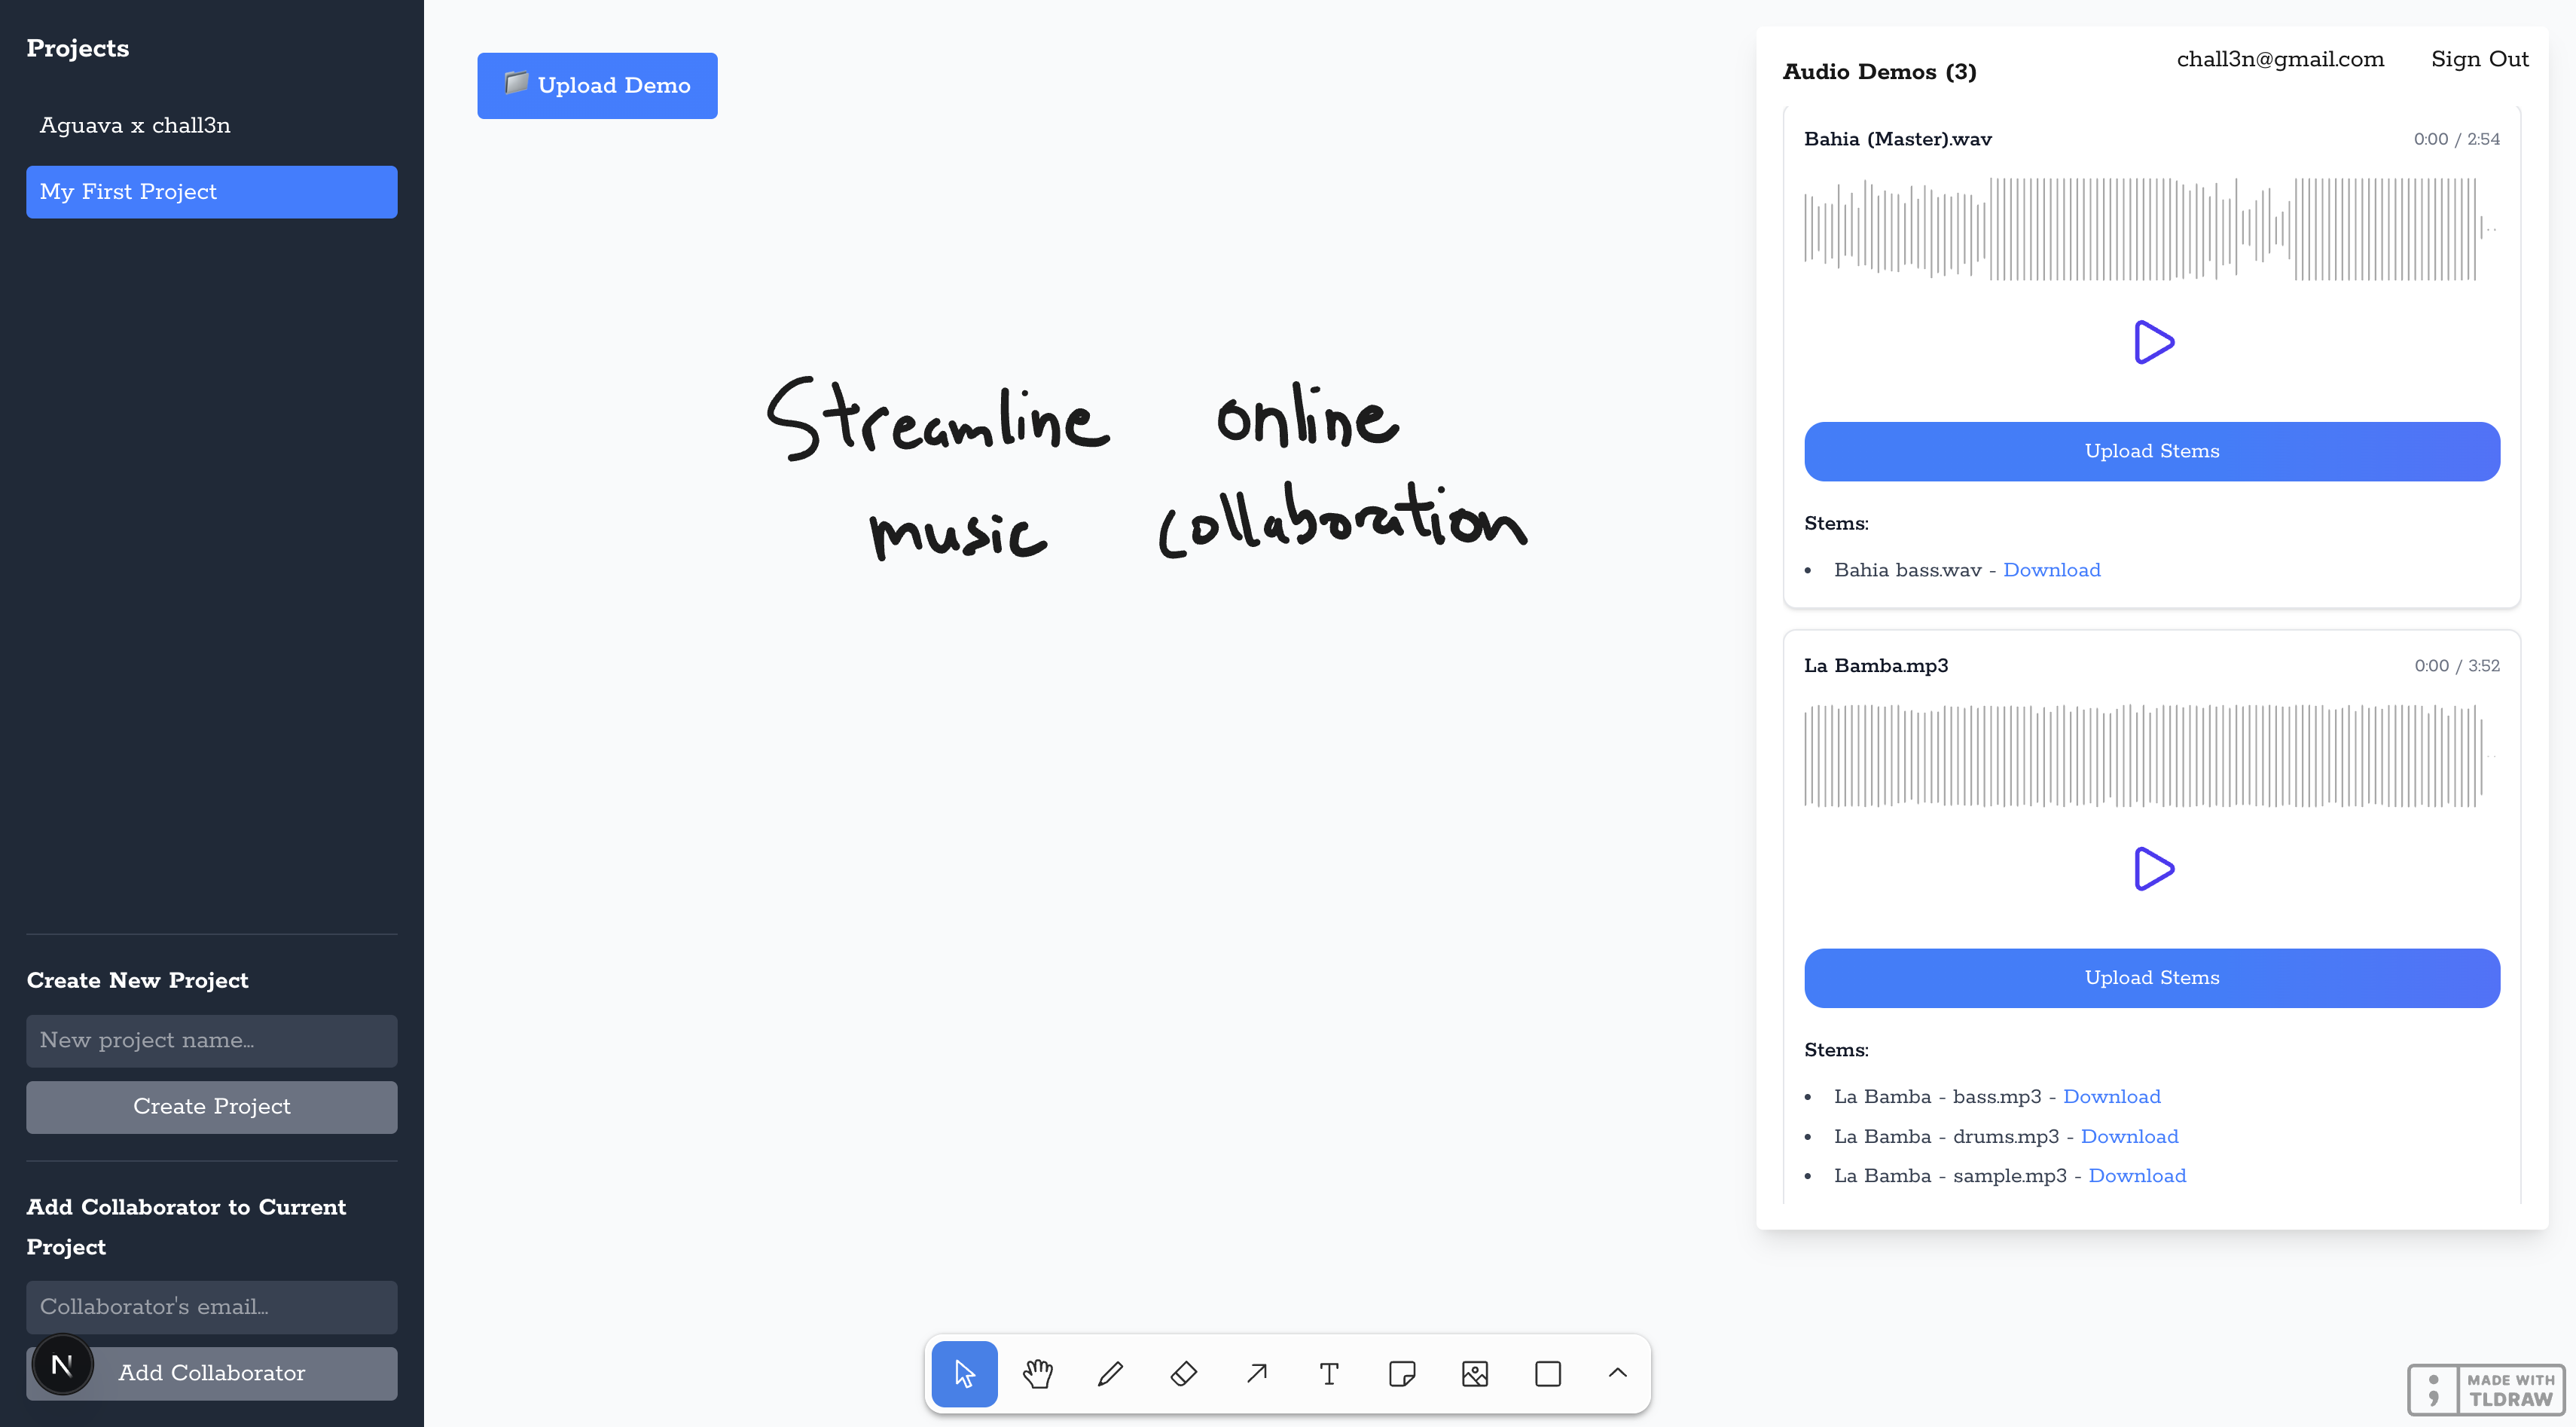 Projects
Aguava x chall3n
My First Project
Create New Project
New project name...
Create Project
Add Collaborator to Current
Project
Collaborator's email...
N
Add Collaborator
Upload Demo
Streamline online
music collaboration
T
Audio Demos (3)
chall3n@gmail.com
Sign Out
Bahia (Master).wav
0:00 / 2:54
Upload Stems
Stems:
• Bahia bass.wav - Download
La Bamba.mp3
0:00 / 3:52
Upload Stems
Stems:
• La Bamba - bass.mp3 - Download
• La Bamba - drums.mp3 - Download
• La Bamba - sample.mp3 - Download
MADE WITH
TLDRAW